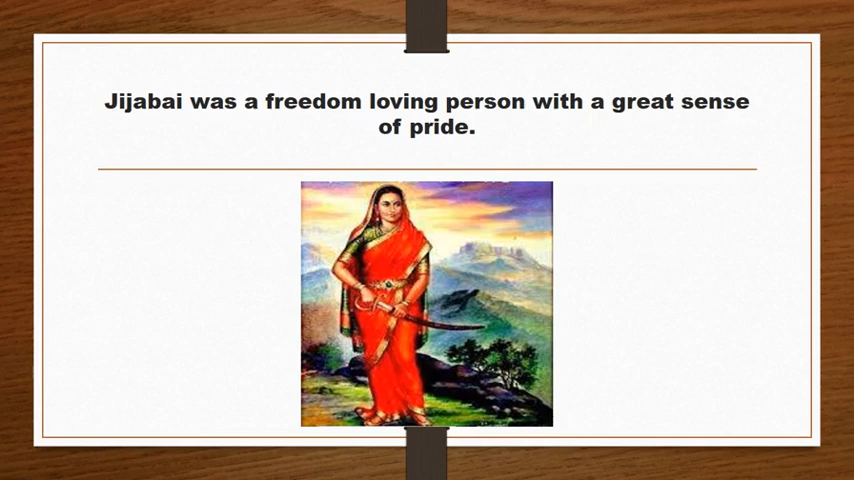 Jijabai was a freedom loving person with a great sense
of pride.